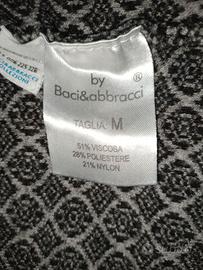 by
Baci&abbracci®
TAGLIA: M
51% VISCOSA
28% POLIESTERE
21% NYLON